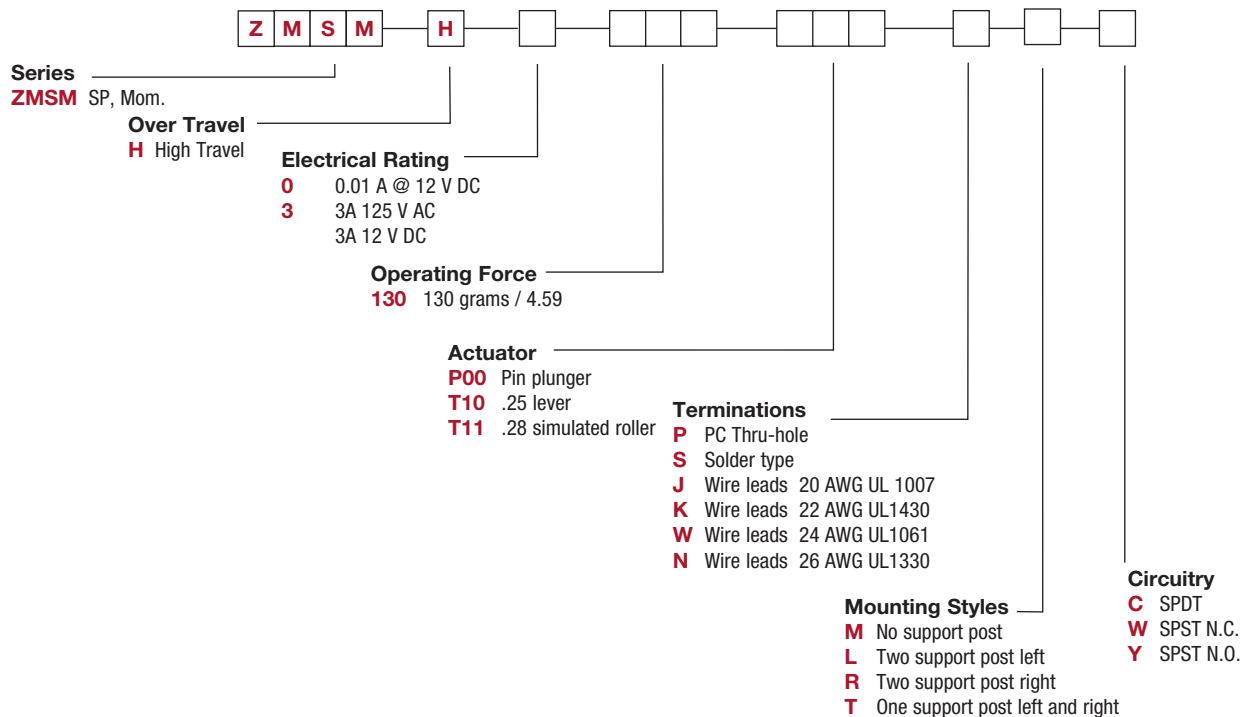 Z M S M H
Series
ZMSM SP, Mom.
Over Travel
H High Travel
Electrical Rating
0 0.01 A @ 12 V DC
3 3A 125 V AC
3A 12 V DC
Operating Force
130 130 grams / 4.59
Actuator
P00 Pin plunger
T10 .25 lever
T11 .28 simulated roller
Terminations
P PC Thru-hole
S Solder type
J Wire leads 20 AWG UL 1007
K Wire leads 22 AWG UL1430
W Wire leads 24 AWG UL1061
N Wire leads 26 AWG UL1330
Mounting Styles
M No support post
L Two support post left
R Two support post right
T One support post left and right
Circuitry
C SPDT
W SPST N.C.
Y SPST N.O.